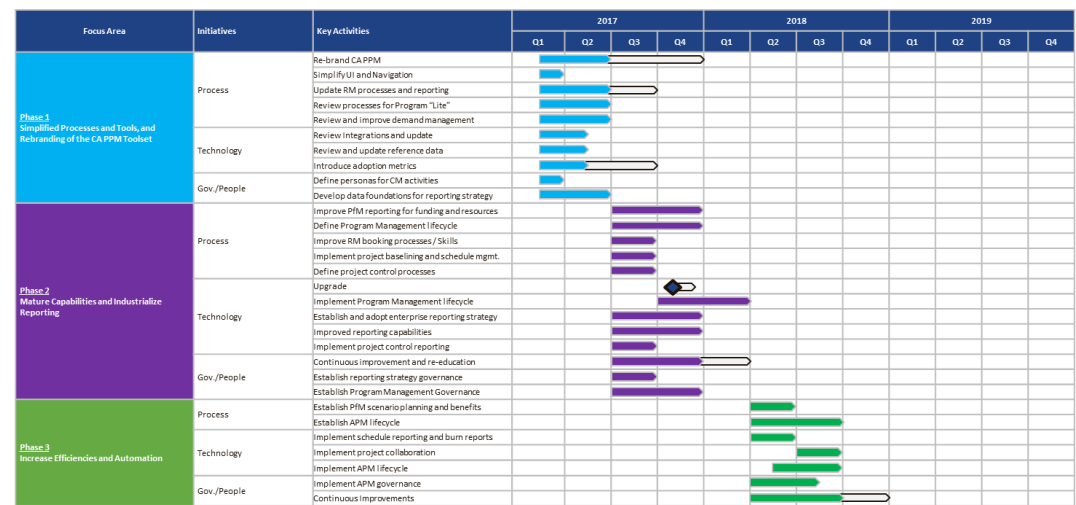 Focus Area Initiatives Key Activities 2017 2018 2019
Q1 Q2 Q3 Q4 Q1 Q2 Q3 Q4 Q1 Q2 Q3 Q4
Phase 1
Simplified Processes and Tools, and
Rebranding of the CA PPM Toolset
Process
Re-brand CA PPM
Simplify UI and Navigation
Update RM processes and reporting
Review processes for Program "Lite"
Review and improve demand management
Technology
Review Integrations and update
Review and update reference data
Introduce adoption metrics
Gov./People
Define personas for CM activities
Develop data foundations for reporting strategy
Phase 2
Mature Capabilities and Industrialize
Reporting
Process
Improve PfM reporting for funding and resources
Define Program Management lifecycle
Improve RM booking processes / Skills
Implement project baselining and schedule mgmt.
Define project control processes
Technology
Upgrade
Implement Program Management lifecycle
Establish and adopt enterprise reporting strategy
Improved reporting capabilities
Implement project control reporting
Gov./People
Continuous improvement and re-education
Establish reporting strategy governance
Establish Program Management Governance
Phase 3
Increase Efficiencies and Automation
Process
Establish PfM scenario planning and benefits
Establish APM lifecycle
Technology
Implement schedule reporting and burn reports
Implement project collaboration
Implement APM lifecycle
Gov./People
Implement APM governance
Continuous Improvements